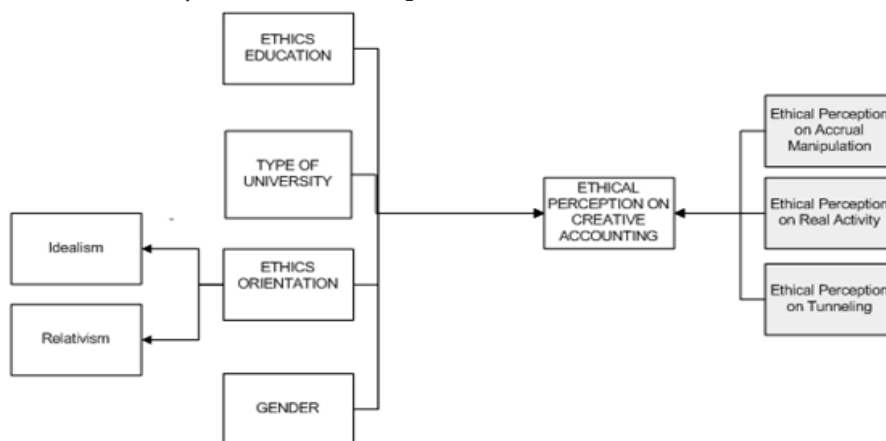 ETHICS
EDUCATION
TYPE OF
UNIVERSITY
Idealism
Relativism
ETHICS
ORIENTATION
GENDER
ETHICAL
PERCEPTION ON
CREATIVE
ACCOUNTING
Ethical Perception
on Accrual
Manipulation
Ethical Perception
on Real Activity
Ethical Perception
on Tunneling